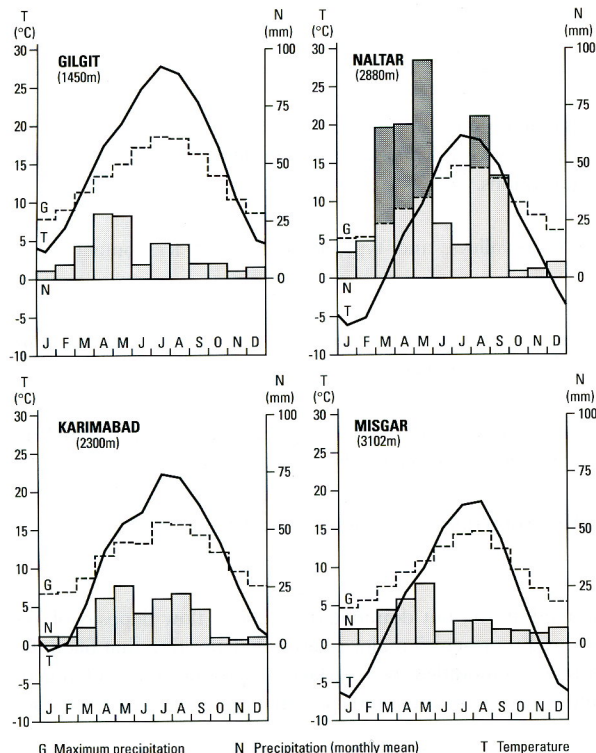 T
(°C)
N
(mm)
GILGIT
(1450m)
30
25
20
15
10
5
0
-5
-10
100
75
50
25
0
G
T
N
J F M A M J J A S O N D
T
(°C)
N
(mm)
NALTAR
(2880m)
30
25
20
15
10
5
0
-5
-10
100
75
50
25
0
G
N
T
J F M A M J J A S O N D
T
(°C)
N
(mm)
KARIMABAD
(2300m)
30
25
20
15
10
5
0
-5
-10
100
75
50
25
0
G
N
T
J F M A M J J A S O N D
T
(°C)
N
(mm)
MISGAR
(3102m)
30
25
20
15
10
5
0
-5
-10
100
75
50
25
0
G
N
T
J F M A M J J A S O N D
G Maximum precipitation N Precipitation (monthly mean) T Temperature